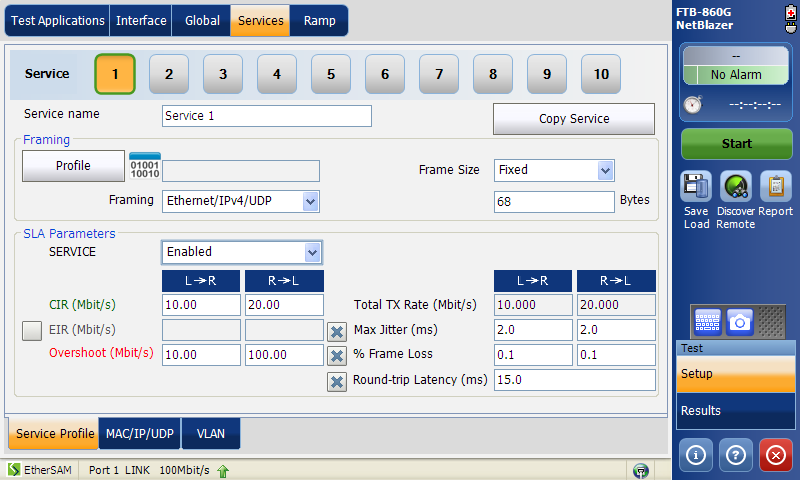 Test Applications Interface Global Services Ramp
FTB-860G
NetBlazer
Service 1 2 3 4 5 6 7 8 9 10
--
No Alarm
--:--:--:--
Service name Service 1 Copy Service
Start
Framing
Profile 01001
10010
Frame Size Fixed
Framing Ethernet/IPv4/UDP 68 Bytes
Save
Load
Discover
Remote
Report
SLA Parameters
SERVICE Enabled
L→R R→L L→R R→L
CIR (Mbit/s) 10.00 20.00 Total TX Rate (Mbit/s) 10.000 20.000
EIR (Mbit/s) Max Jitter (ms) 2.0 2.0
Overshoot (Mbit/s) 10.00 100.00 % Frame Loss 0.1 0.1
Round-trip Latency (ms) 15.0
Test
Setup
Results
Service Profile MAC/IP/UDP VLAN
EtherSAM Port 1 LINK 100Mbit/s